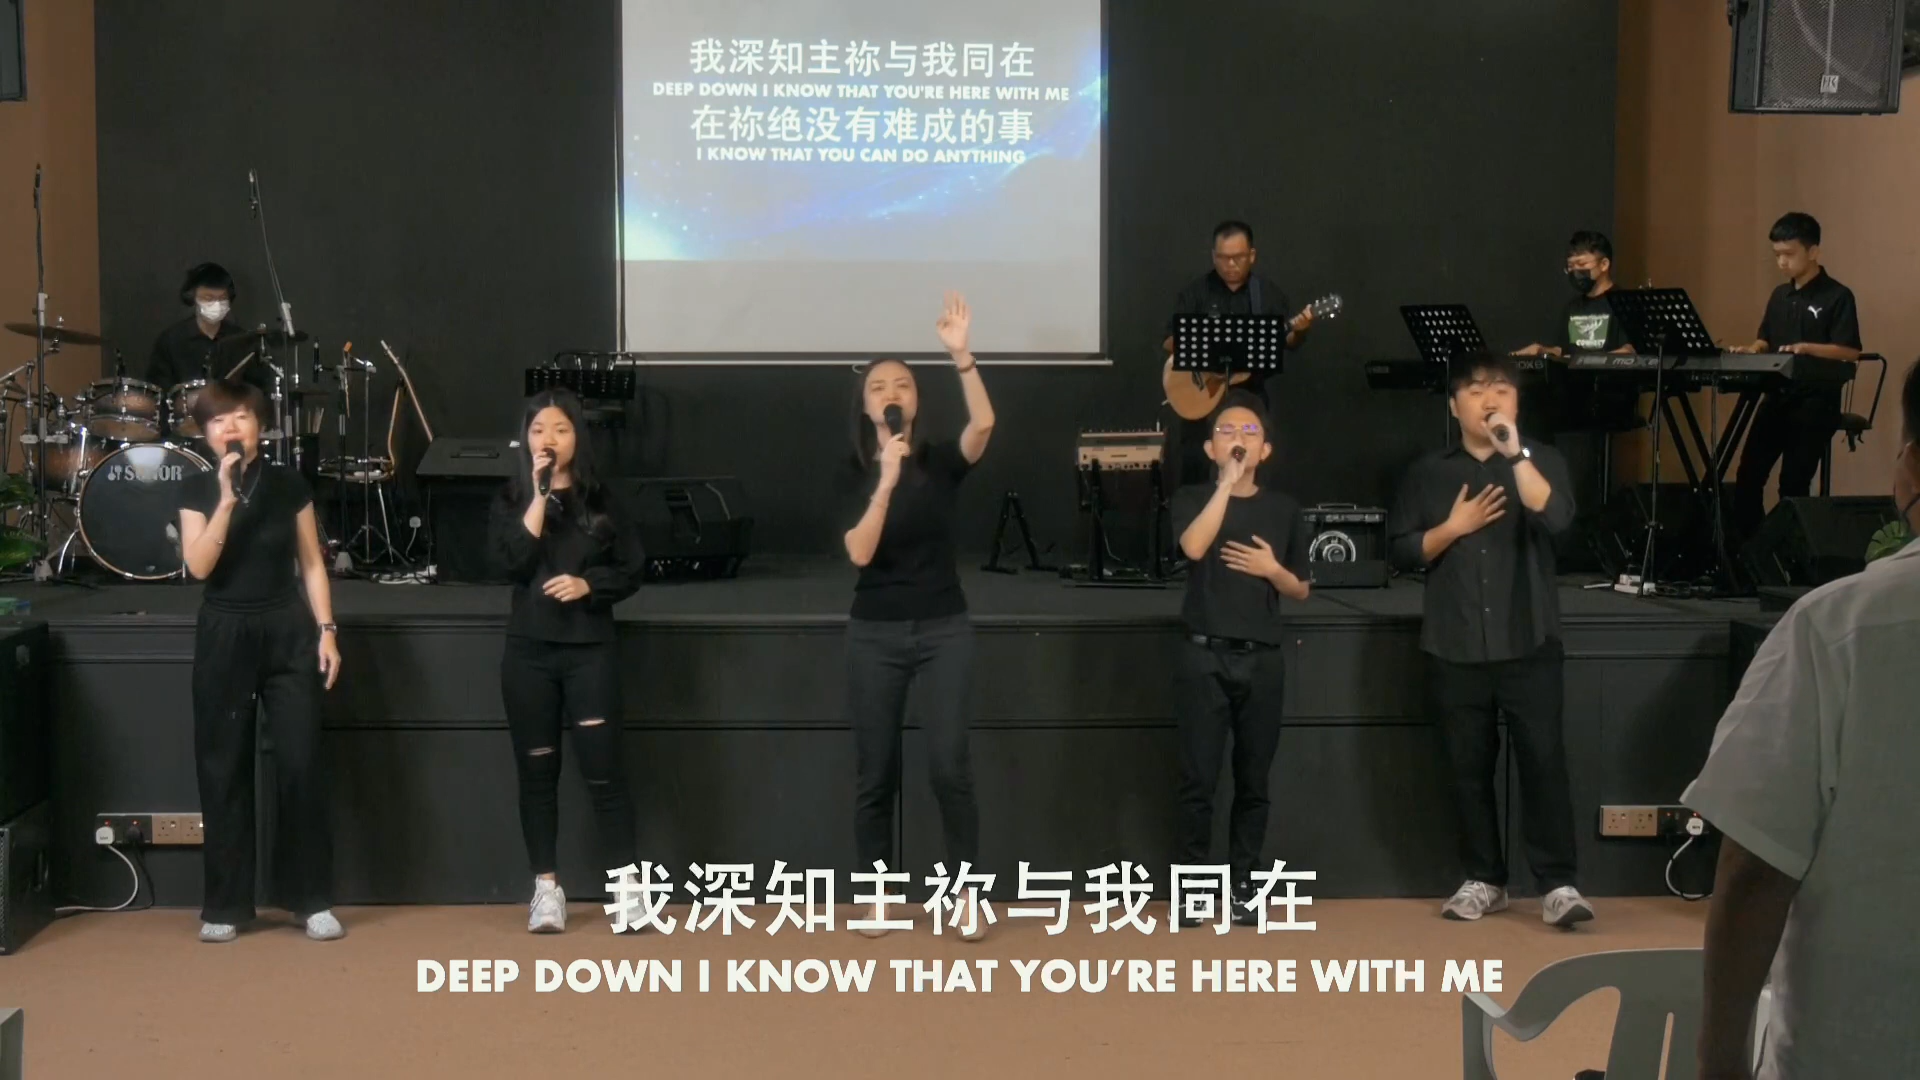 我深知主祢与我同在
DEEP DOWN I KNOW THAT YOU'RE HERE WITH ME
在祢绝没有难成的事
I KNOW THAT YOU CAN DO ANYTHING
SONOR
我深知主祢与我同在
DEEP DOWN I KNOW THAT YOU'RE HERE WITH ME